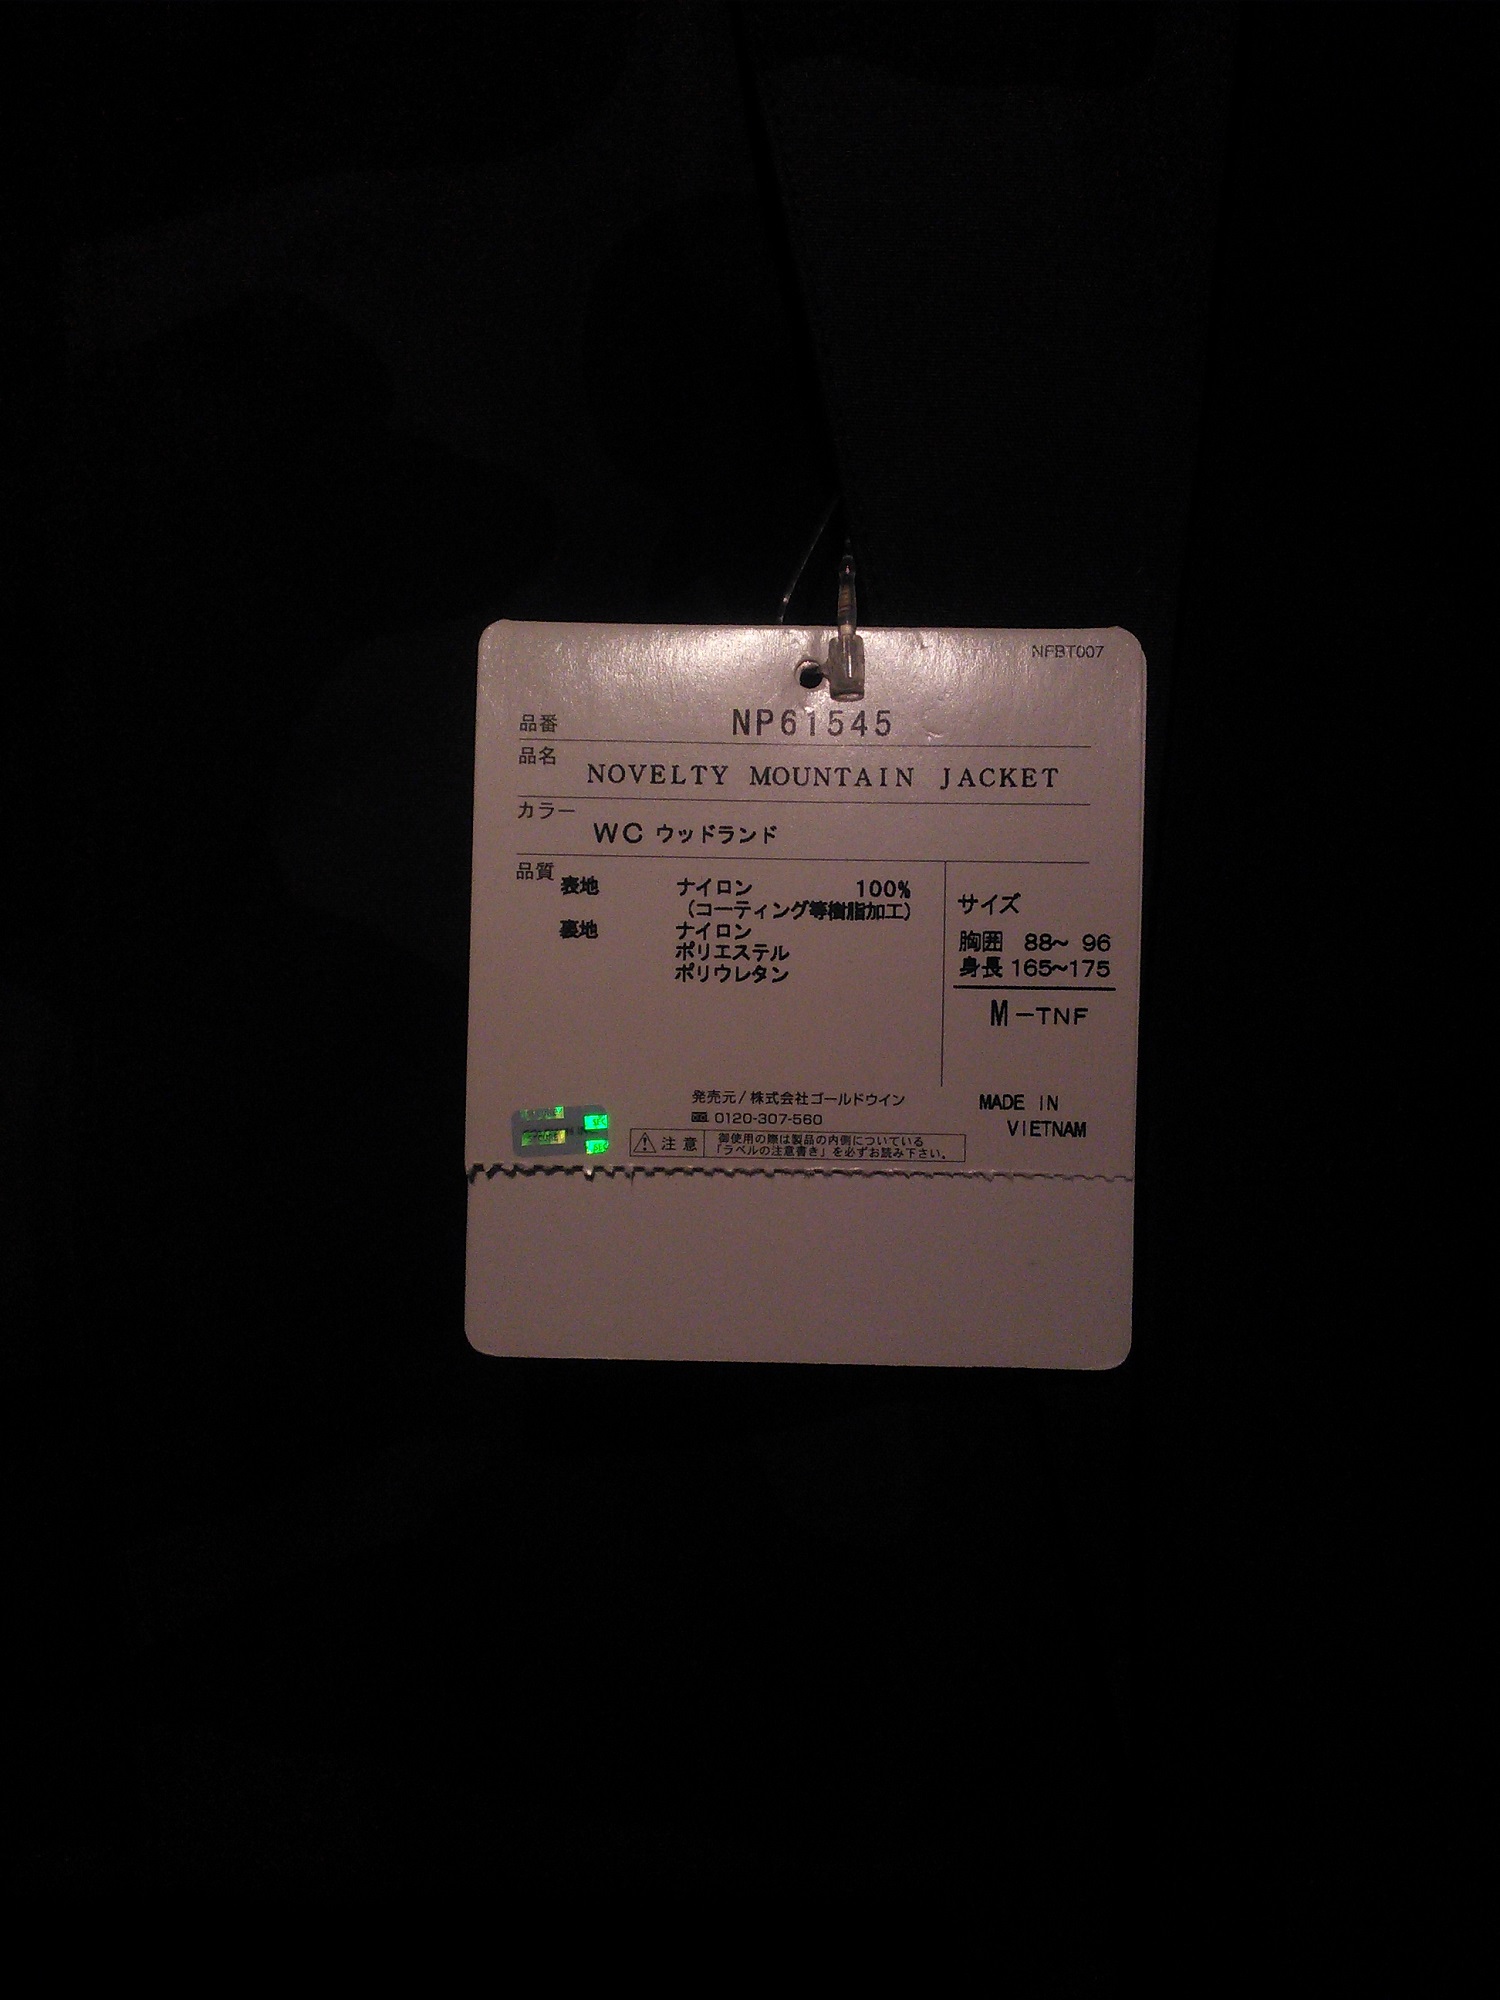 NFBT007
品番 NP61545
品名 NOVELTY MOUNTAIN JACKET
カラー WC ウッドランド
品質
表地 ナイロン 100%
(コーティング等樹脂加工)
裏地 ナイロン
ポリエステル
ポリウレタン
サイズ
胸囲 88~ 96
身長 165~175
M-TNF
発売元/株式会社ゴールドウイン
0120-307-560
MADE IN
VIETNAM
注意
御使用の際は製品の内側についている
「ラベルの注意書き」を必ずお読み下さい。